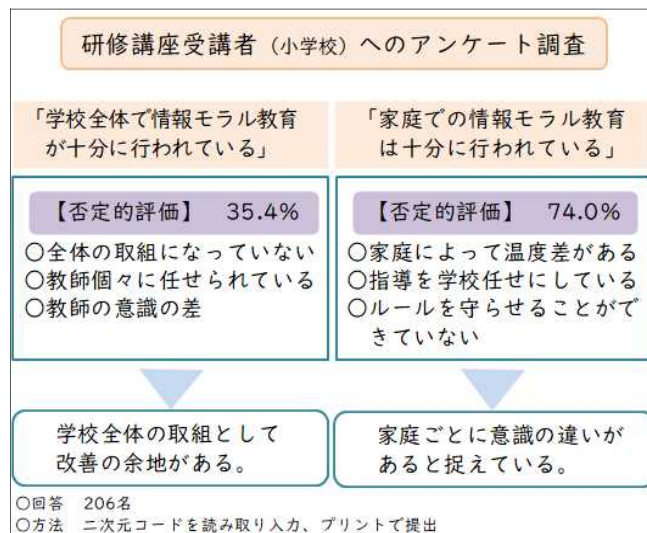 研修講座受講者（小学校）へのアンケート調査
「学校全体で情報モラル教育
が十分に行われている」
【否定的評価】 35.4%
○全体の取組になっていない
○教師個々に任せられている
○教師の意識の差
学校全体の取組として
改善の余地がある。
「家庭での情報モラル教育
は十分に行われている」
【否定的評価】 74.0%
○家庭によって温度差がある
○指導を学校任せにしている
○ルールを守らせることがで
きていない
家庭ごとに意識の違いが
あると捉えている。
○回答 206名
○方法 二次元コードを読み取り入力、プリントで提出